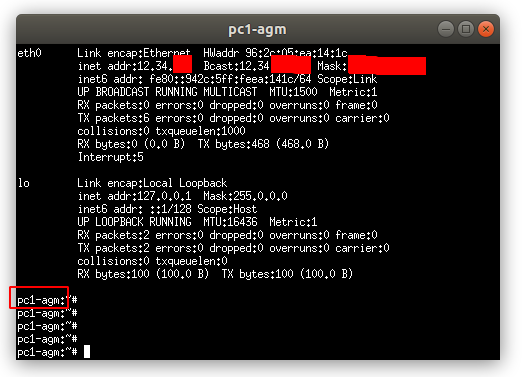 pc1-agm
eth0 Link encap:Ethernet HWaddr 96:2c:05:ea:14:1c
inet addr:12.34. Bcast:12.34 Mask:
inet6 addr: fe80::942c:5ff:feea:141c/64 Scope:Link
UP BROADCAST RUNNING MULTICAST MTU:1500 Metric:1
RX packets:0 errors:0 dropped:0 overruns:0 frame:0
TX packets:6 errors:0 dropped:0 overruns:0 carrier:0
collisions:0 txqueuelen:1000
RX bytes:0 (0.0 B) TX bytes:468 (468.0 B)
Interrupt:5
lo Link encap:Local Loopback
inet addr:127.0.0.1 Mask:255.0.0.0
inet6 addr: ::1/128 Scope:Host
UP LOOPBACK RUNNING MTU:16436 Metric:1
RX packets:2 errors:0 dropped:0 overruns:0 frame:0
TX packets:2 errors:0 dropped:0 overruns:0 carrier:0
collisions:0 txqueuelen:0
RX bytes:100 (100.0 B) TX bytes:100 (100.0 B)
pc1-agm:~#
pc1-agm:~#
pc1-agm:~#
pc1-agm:~#
pc1-agm:~#